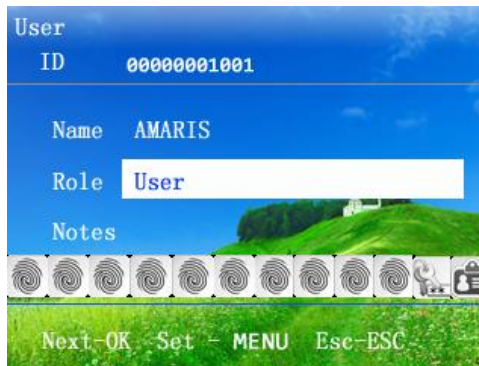 User
ID 00000001001
Name AMARIS
Role User
Notes
Next-OK Set - MENU Esc-ESC